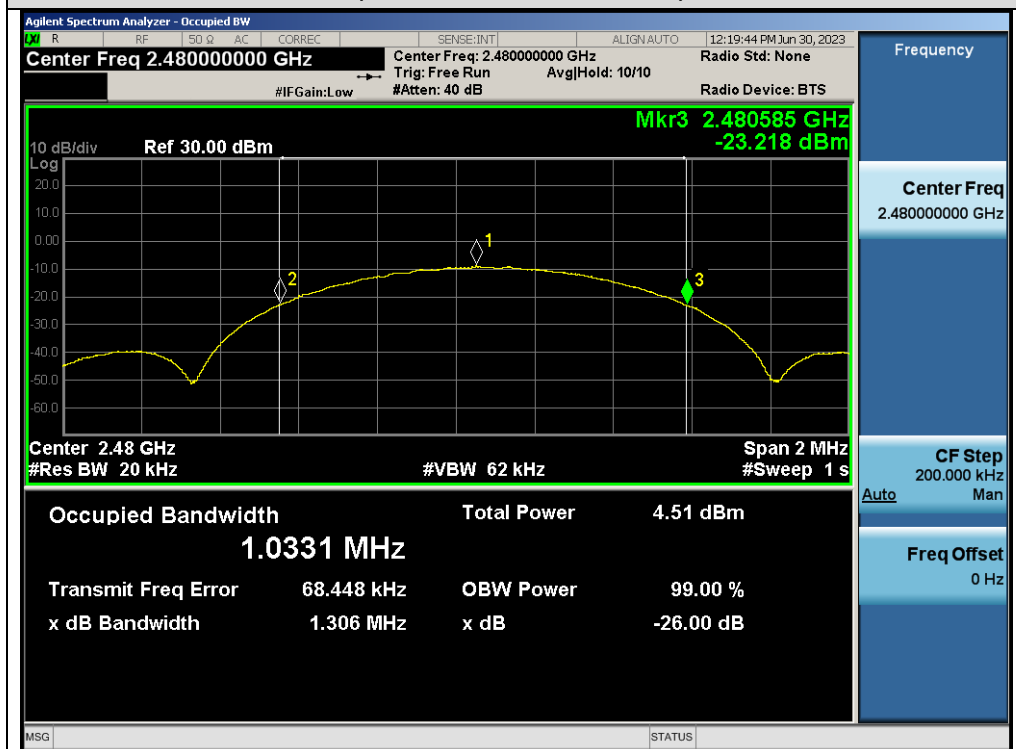 Agilent Spectrum Analyzer - Occupied BW
LXI R RF 50 Ω AC CORREC SENSE:INT ALIGN AUTO 12:19:44 PM Jun 30, 2023
Center Freq 2.480000000 GHz
Center Freq: 2.480000000 GHz
Radio Std: None
Trig: Free Run Avg|Hold: 10/10
#IFGain:Low
#Atten: 40 dB
Radio Device: BTS
Mkr3 2.480585 GHz
-23.218 dBm
10 dB/div Ref 30.00 dBm
Log
20.0
10.0
0.00
-10.0
-20.0
-30.0
-40.0
-50.0
-60.0
1
2
3
Center 2.48 GHz Span 2 MHz
#Res BW 20 kHz #VBW 62 kHz #Sweep 1 s
Occupied Bandwidth
1.0331 MHz
Total Power 4.51 dBm
Transmit Freq Error 68.448 kHz OBW Power 99.00 %
x dB Bandwidth 1.306 MHz x dB -26.00 dB
Frequency
Center Freq
2.480000000 GHz
CF Step
200.000 kHz
Auto Man
Freq Offset
0 Hz
MSG STATUS